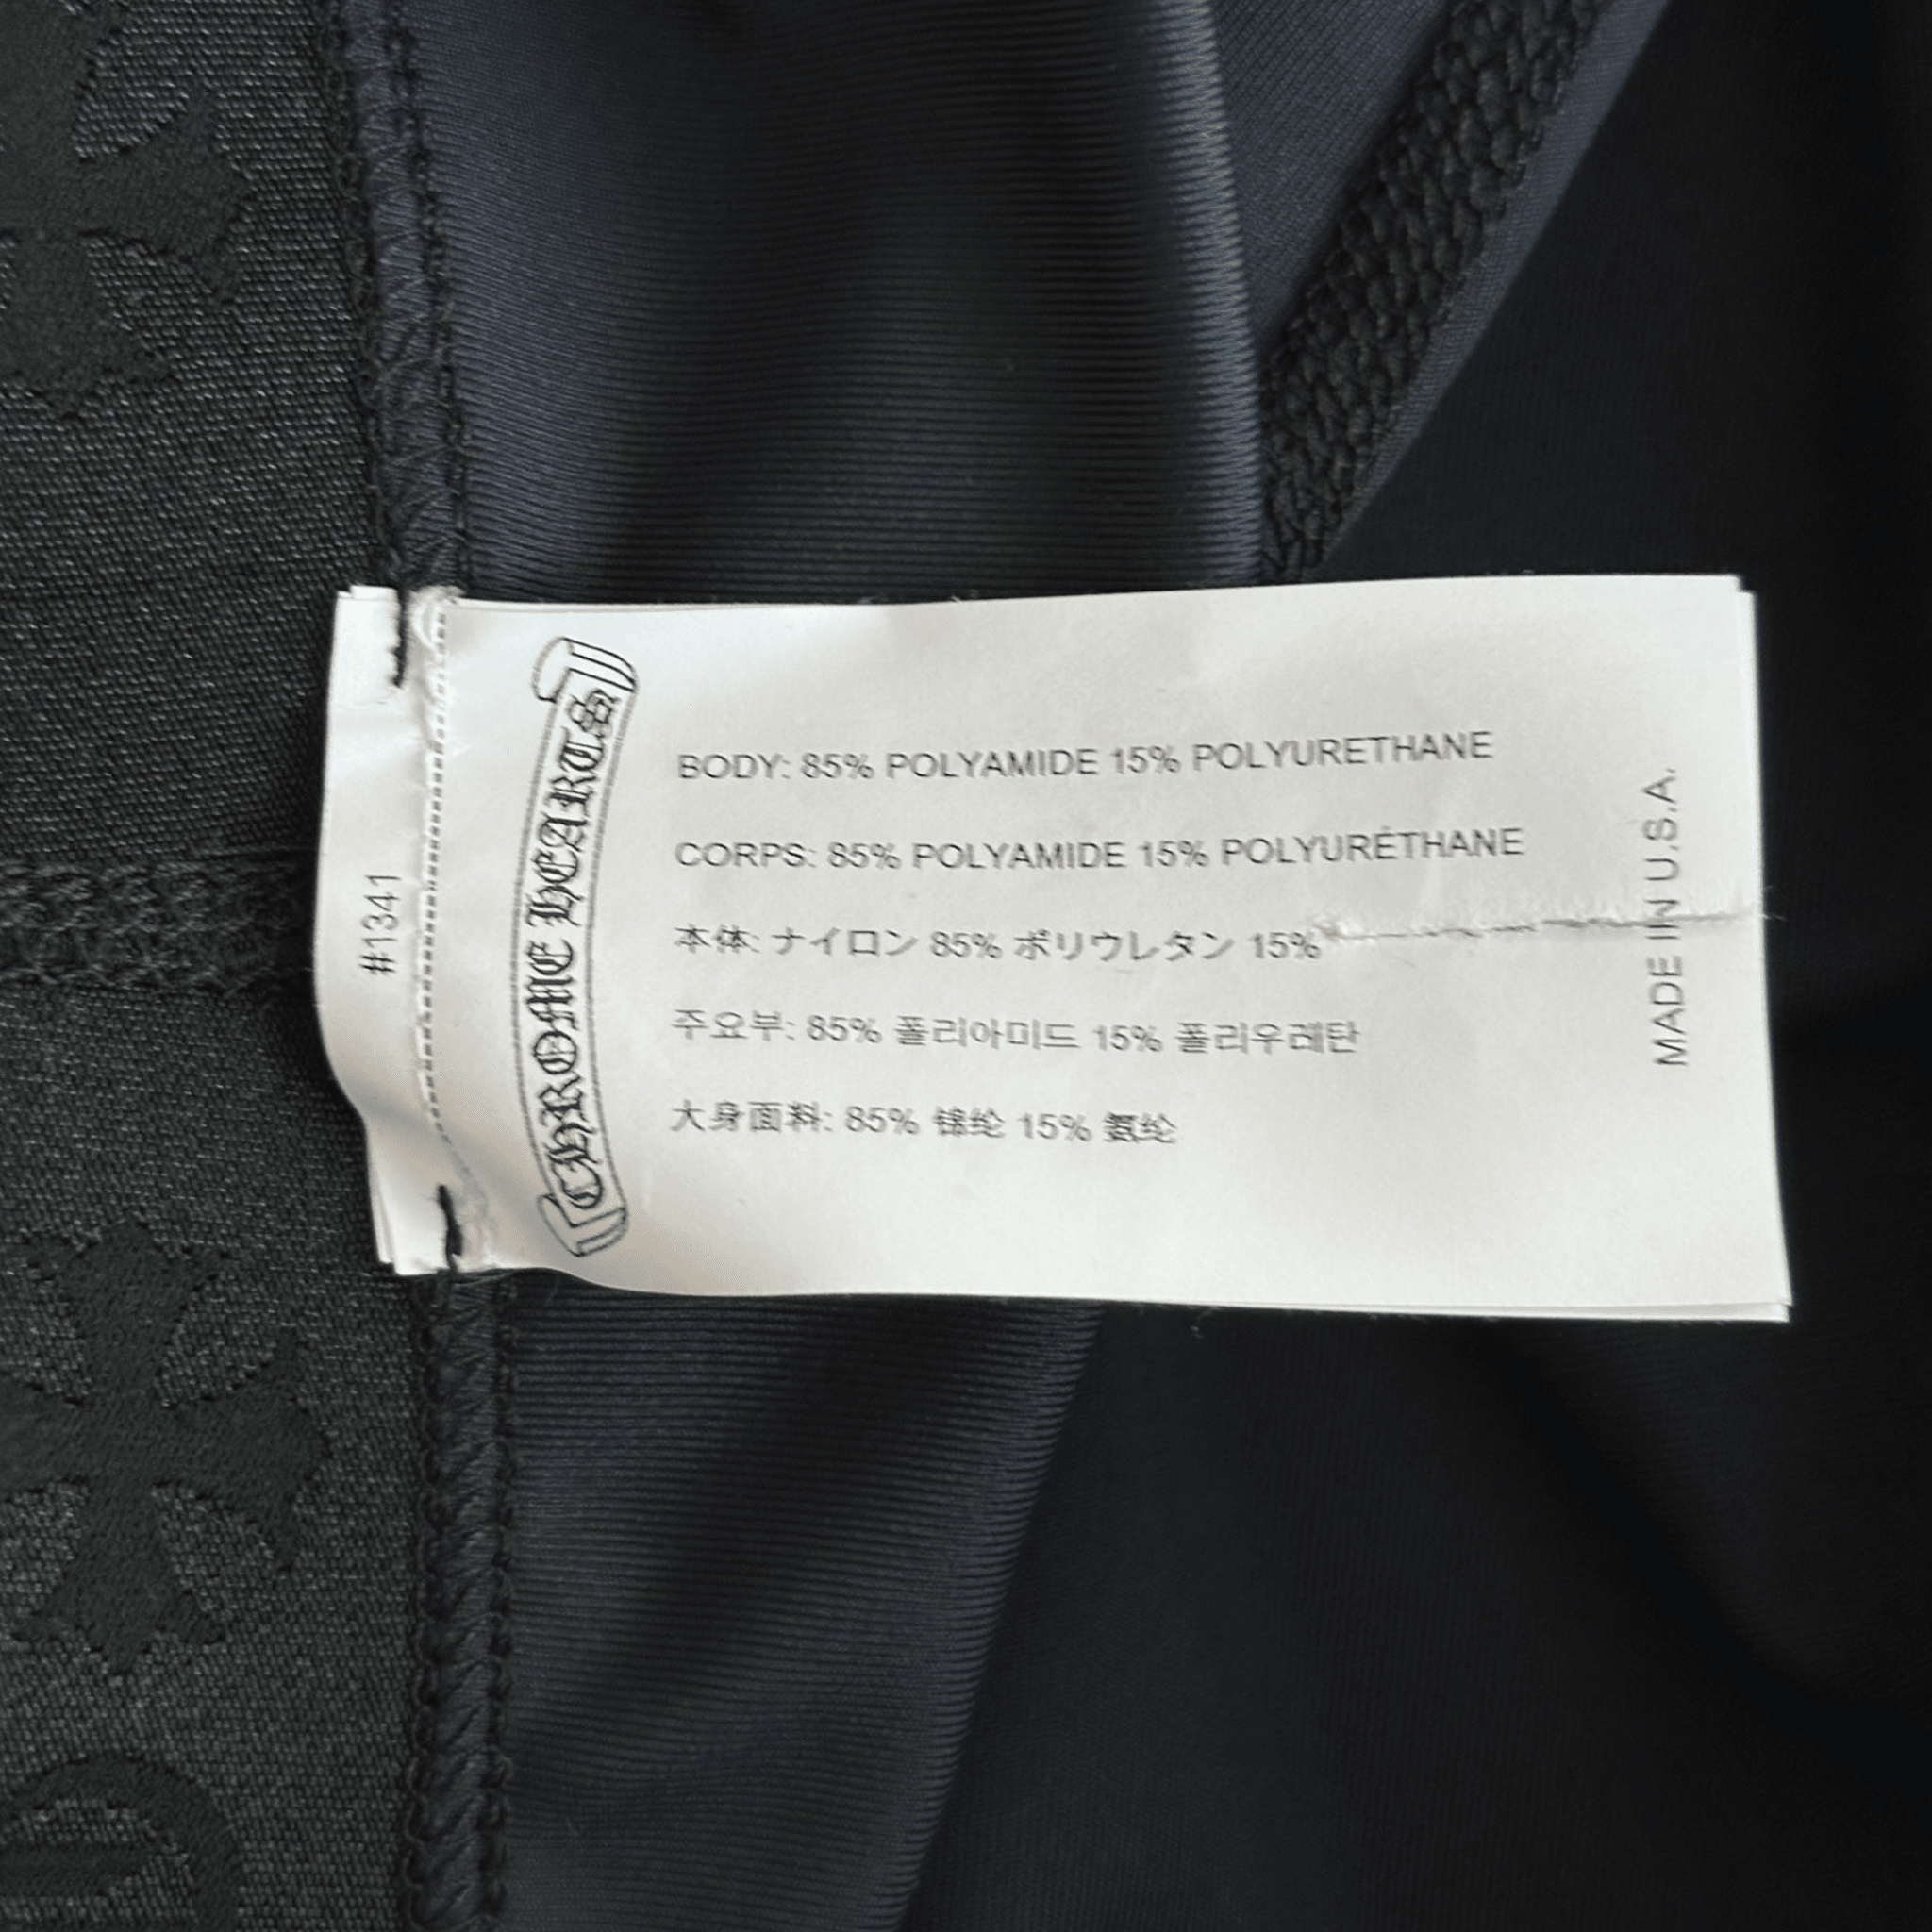 #1341
CHROME HEARTS
BODY: 85% POLYAMIDE 15% POLYURETHANE
CORPS: 85% POLYAMIDE 15% POLYURÉTHANE
本体: ナイロン 85% ポリウレタン 15%
주요부: 85% 폴리아미드 15% 폴리우레탄
大身面料: 85% 锦纶 15% 氨纶
MADE IN U.S.A.